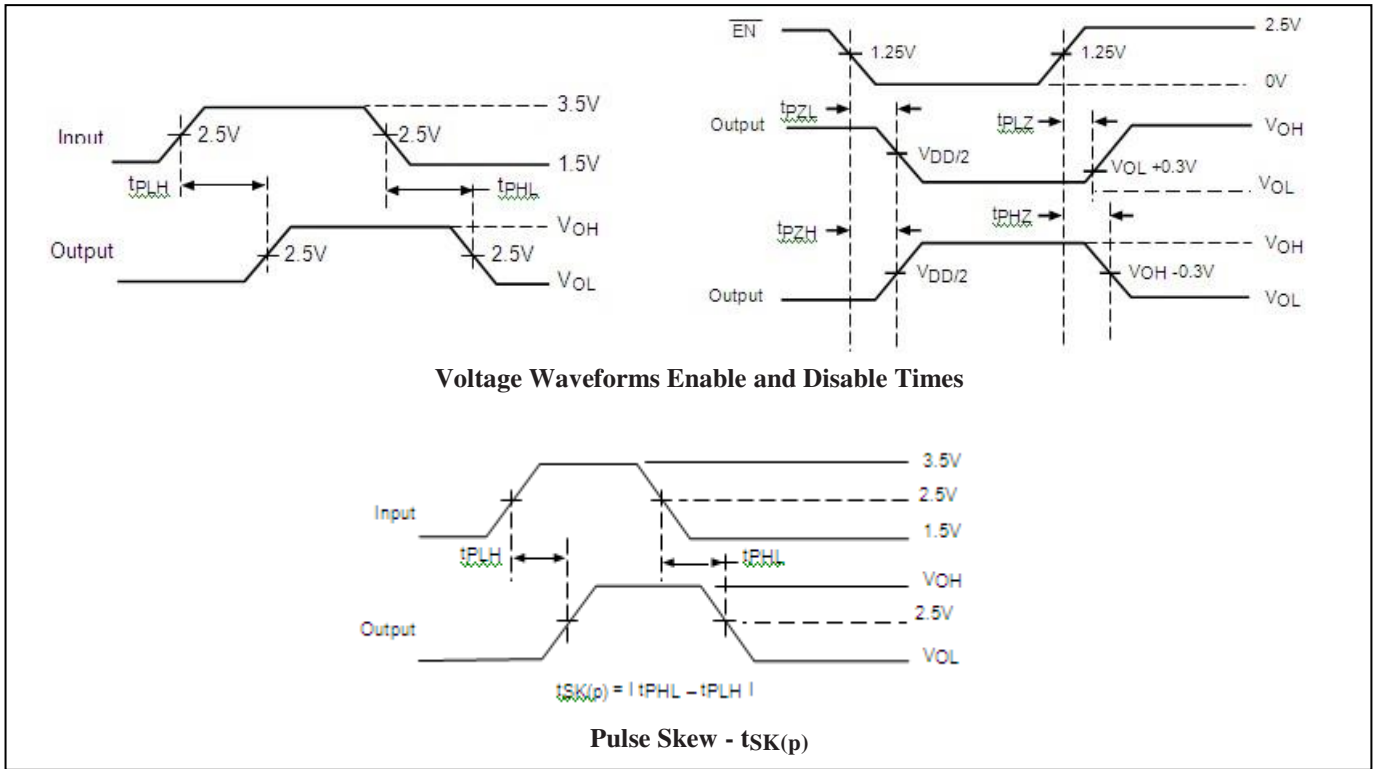 Input
2.5V
2.5V
3.5V
1.5V
tPLH
tPHL
Output
2.5V
2.5V
VOH
VOL
EN
1.25V
1.25V
2.5V
0V
tPZL
tPLZ
Output
VDD/2
VOL +0.3V
VOH
VOL
tPZH
tPHZ
Output
VDD/2
VOH -0.3V
VOH
VOL
Voltage Waveforms Enable and Disable Times
Input
3.5V
2.5V
1.5V
tPLH
tPHL
Output
VOH
2.5V
VOL
tSK(p) = I tPHL – tPLH I
Pulse Skew - tSK(p)